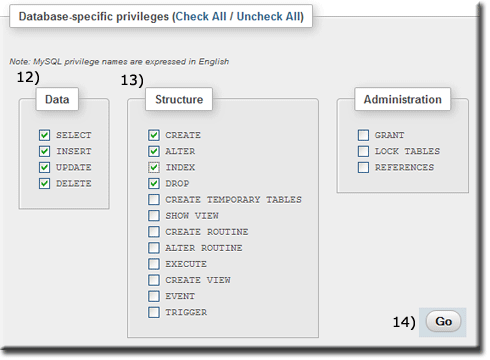 Database-specific privileges (Check All / Uncheck All)
Note: MySQL privilege names are expressed in English
12)
Data
SELECT
INSERT
UPDATE
DELETE
13)
Structure
CREATE
ALTER
INDEX
DROP
CREATE TEMPORARY TABLES
SHOW VIEW
CREATE ROUTINE
ALTER ROUTINE
EXECUTE
CREATE VIEW
EVENT
TRIGGER
Administration
GRANT
LOCK TABLES
REFERENCES
14) Go